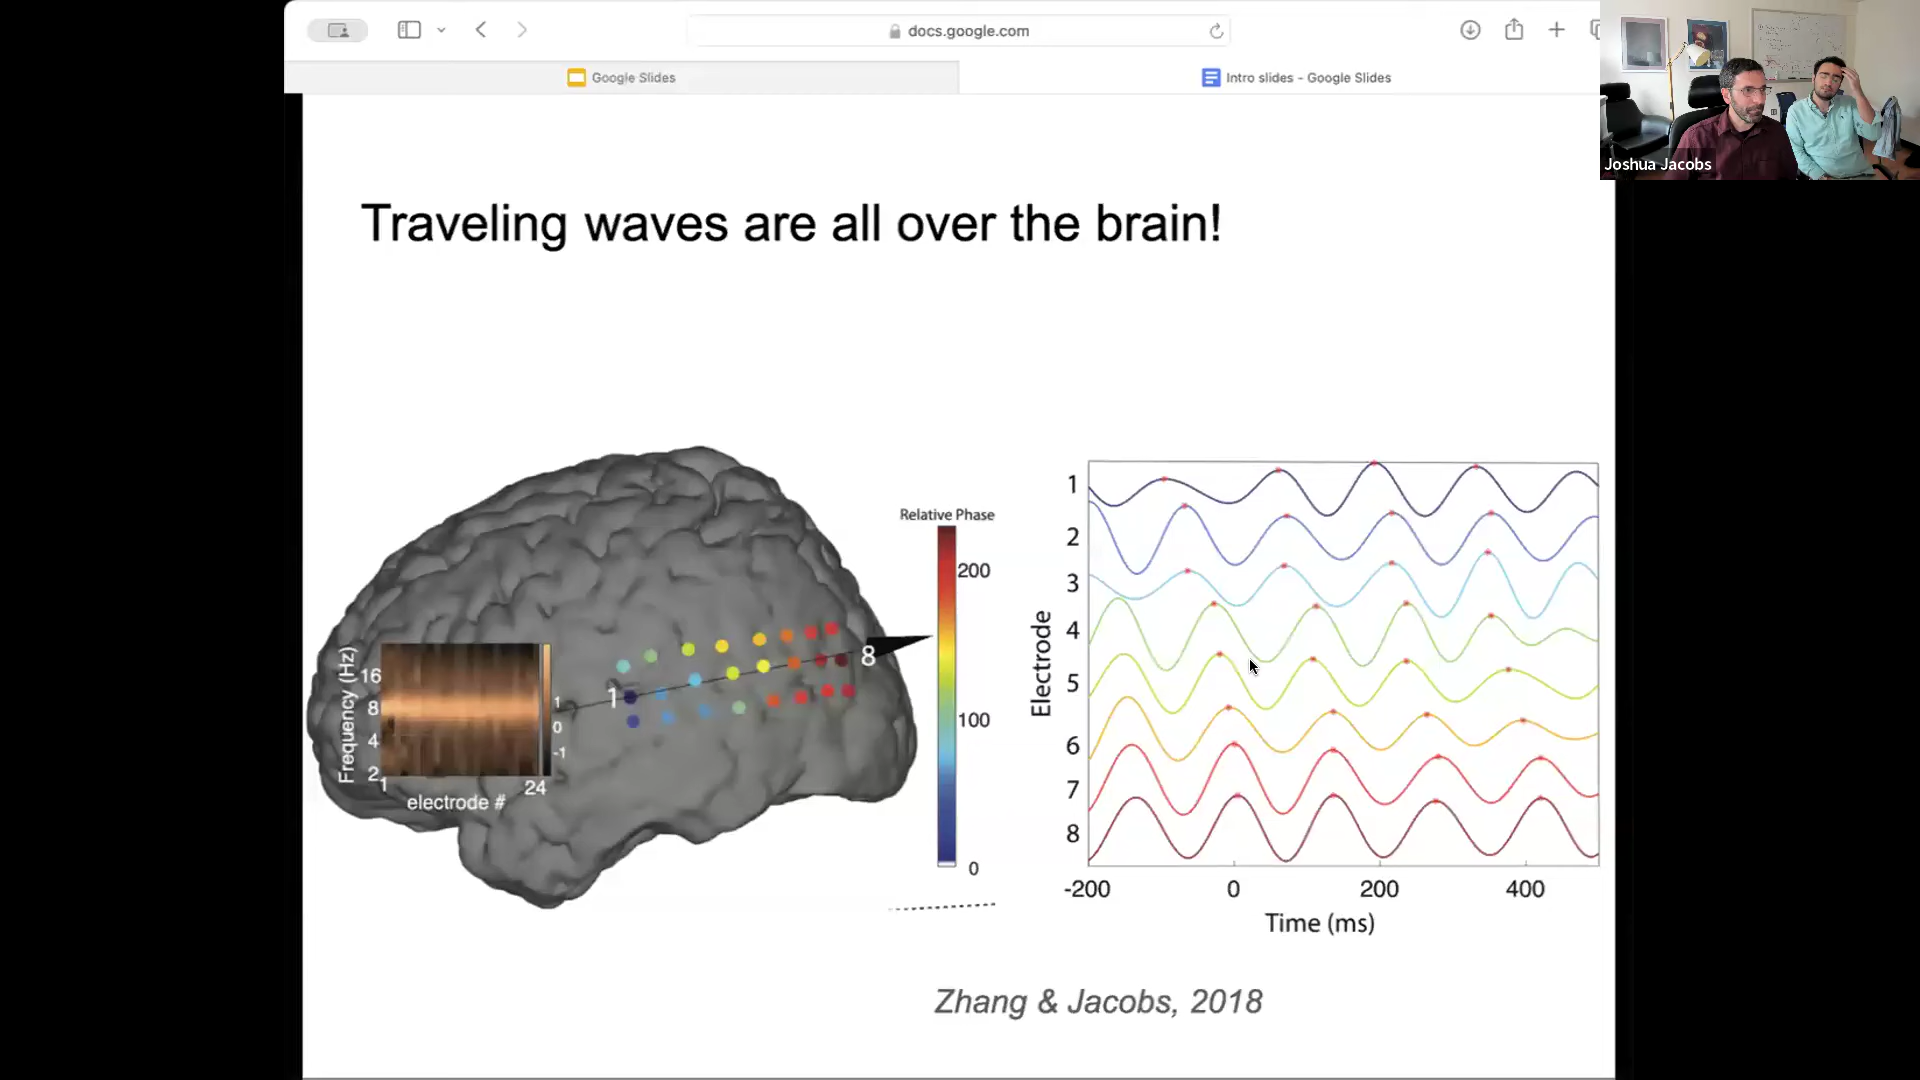 docs.google.com
Google Slides
Intro slides - Google Slides
Joshua Jacobs
Traveling waves are all over the brain!
Relative Phase
200
100
0
Frequency (Hz)
16
8
4
2
1
24
electrode #
1
0
-1
1
8
Electrode
1
2
3
4
5
6
7
8
-200
0
200
400
Time (ms)
Zhang & Jacobs, 2018